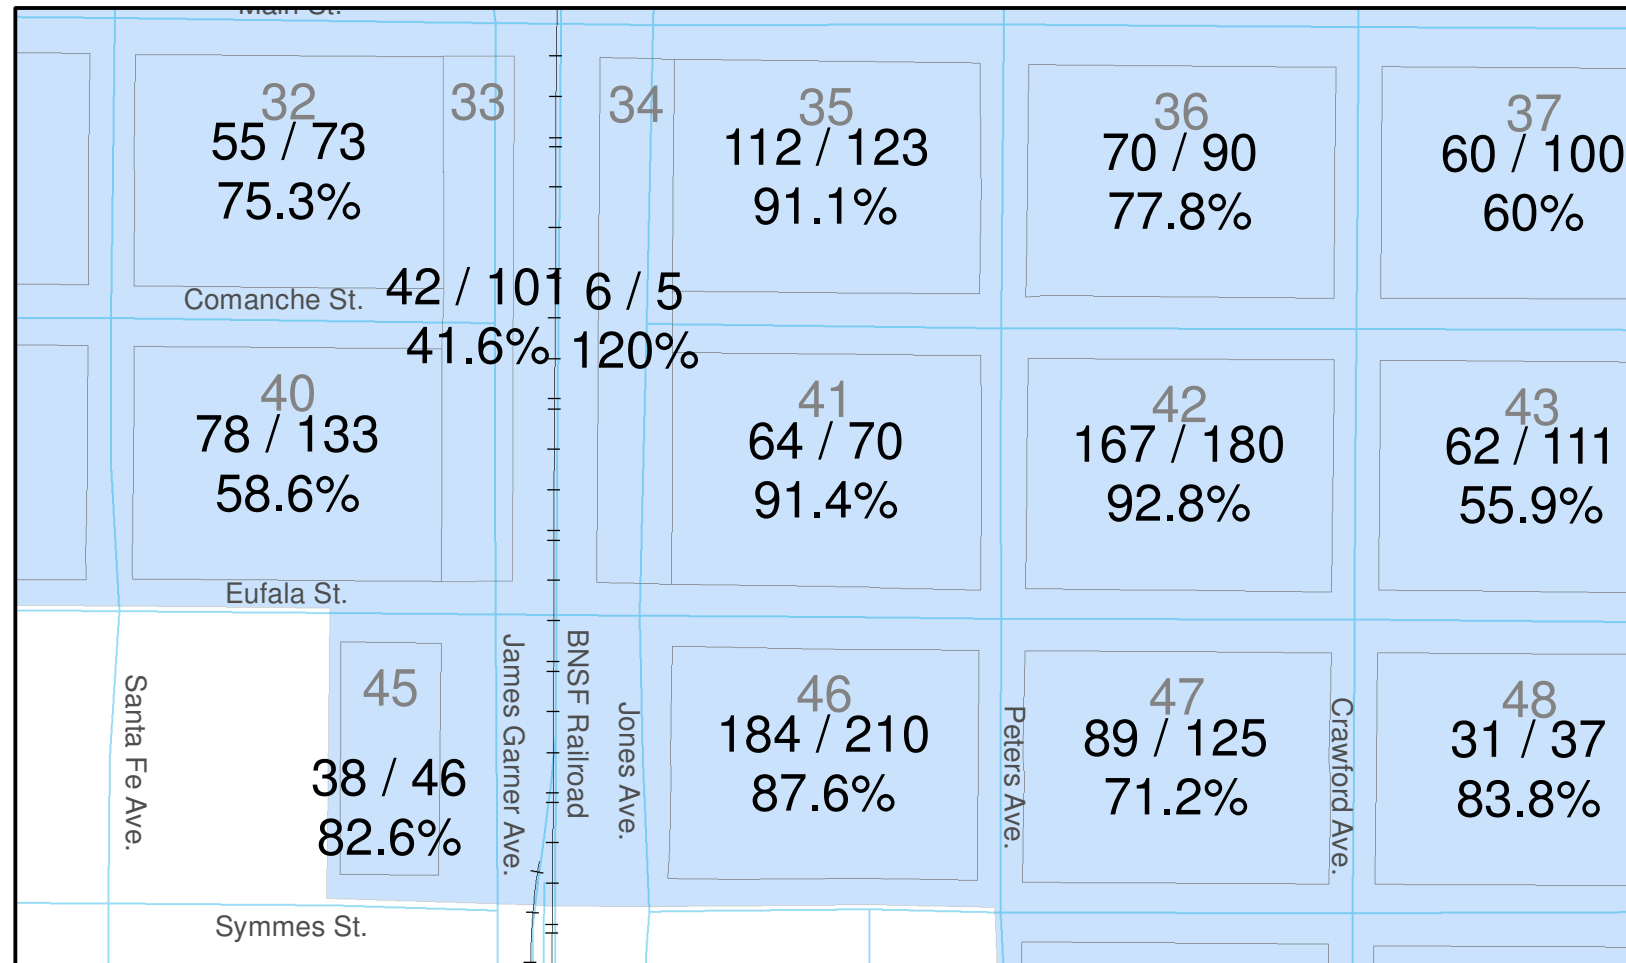 Main St.
32
33
34
35
36
37
55 / 73
75.3%
112 / 123
91.1%
70 / 90
77.8%
60 / 100
60%
Comanche St.
42 / 101
41.6%
6 / 5
120%
40
78 / 133
58.6%
41
64 / 70
91.4%
42
167 / 180
92.8%
43
62 / 111
55.9%
Eufala St.
Santa Fe Ave.
45
38 / 46
82.6%
James Garner Ave.
BNSF Railroad
Jones Ave.
46
184 / 210
87.6%
Peters Ave.
47
89 / 125
71.2%
Crawford Ave.
48
31 / 37
83.8%
Symmes St.